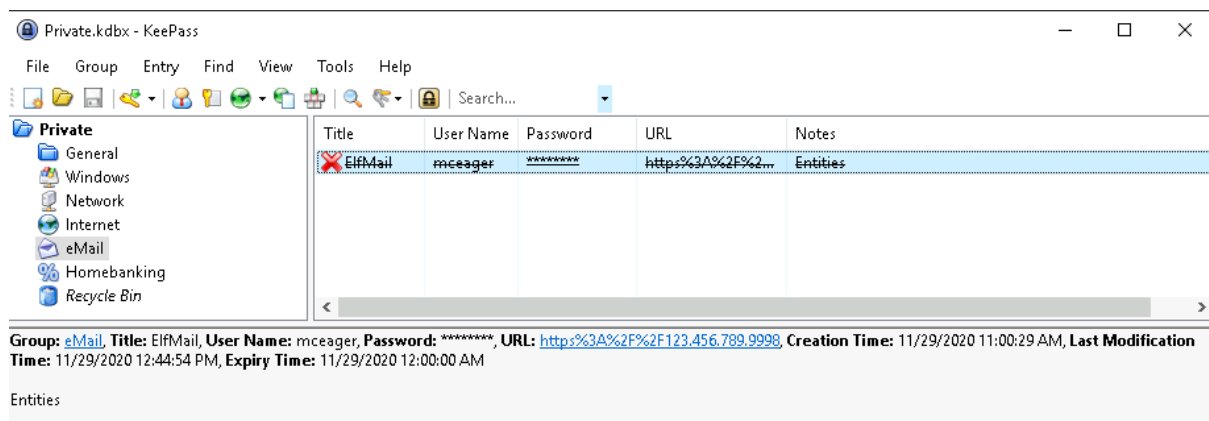 Private.kdbx - KeePass
File Group Entry Find View Tools Help
Search...
Private
General
Windows
Network
Internet
eMail
Homebanking
Recycle Bin
Title User Name Password URL Notes
ElfMail mceager ******** https%3A%2F%2... Entities
Group: eMail, Title: ElfMail, User Name: mceager, Password: ********, URL: https%3A%2F%2F123.456.789.9998, Creation Time: 11/29/2020 11:00:29 AM, Last Modification
Time: 11/29/2020 12:44:54 PM, Expiry Time: 11/29/2020 12:00:00 AM
Entities